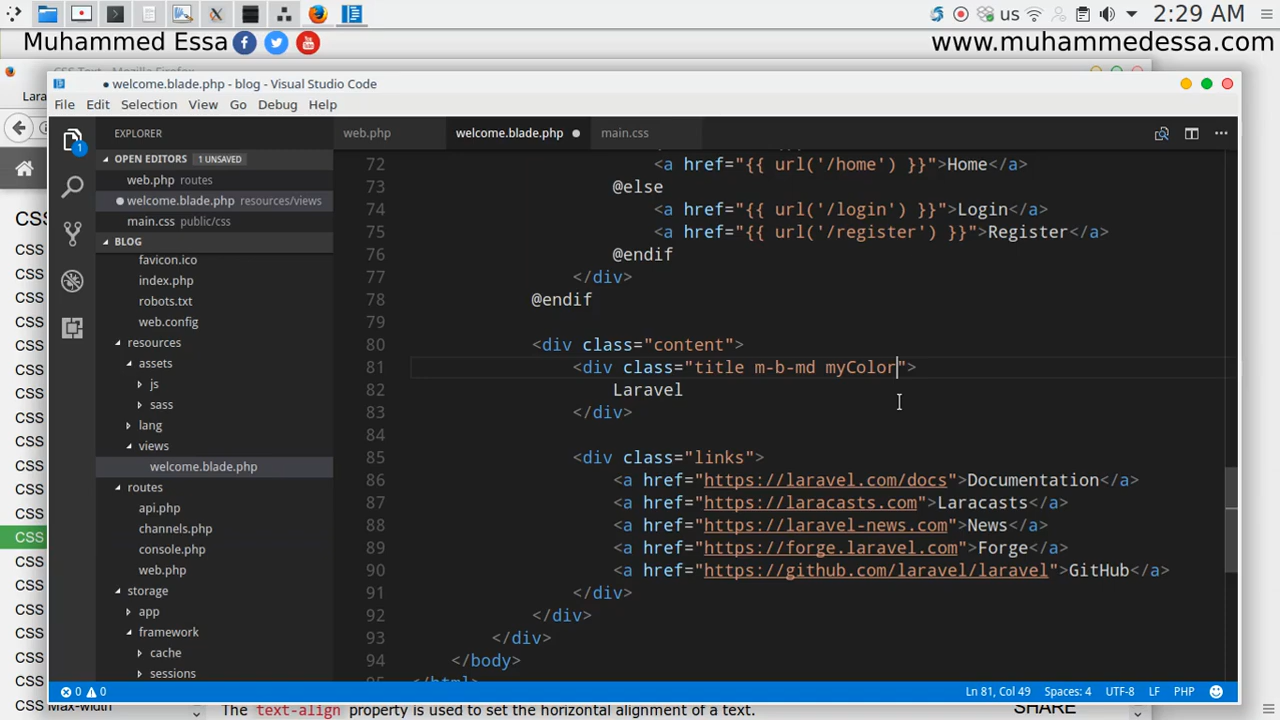 us 2:29 AM
Muhammed Essa www.muhammedessa.com
welcome.blade.php - blog - Visual Studio Code
File Edit Selection View Go Debug Help
EXPLORER web.php welcome.blade.php main.css
OPEN EDITORS 1 UNSAVED
web.php routes
welcome.blade.php resources/views
main.css public/css
BLOG
favicon.ico
index.php
robots.txt
web.config
resources
assets
js
sass
lang
views
welcome.blade.php
routes
api.php
channels.php
console.php
web.php
storage
app
framework
cache
sessions
72 <a href="{{ url('/home') }}">Home</a>
73 @else
74 <a href="{{ url('/login') }}">Login</a>
75 <a href="{{ url('/register') }}">Register</a>
76 @endif
77 </div>
78 @endif
79
80 <div class="content">
81 <div class="title m-b-md myColor">
82 Laravel
83 </div>
84
85 <div class="links">
86 <a href="https://laravel.com/docs">Documentation</a>
87 <a href="https://laracasts.com">Laracasts</a>
88 <a href="https://laravel-news.com">News</a>
89 <a href="https://forge.laravel.com">Forge</a>
90 <a href="https://github.com/laravel/laravel">GitHub</a>
91 </div>
92 </div>
93 </div>
94 </body>
0 0 Ln 81, Col 49 Spaces: 4 UTF-8 LF PHP
The text-align property is used to set the horizontal alignment of a text. SHARE